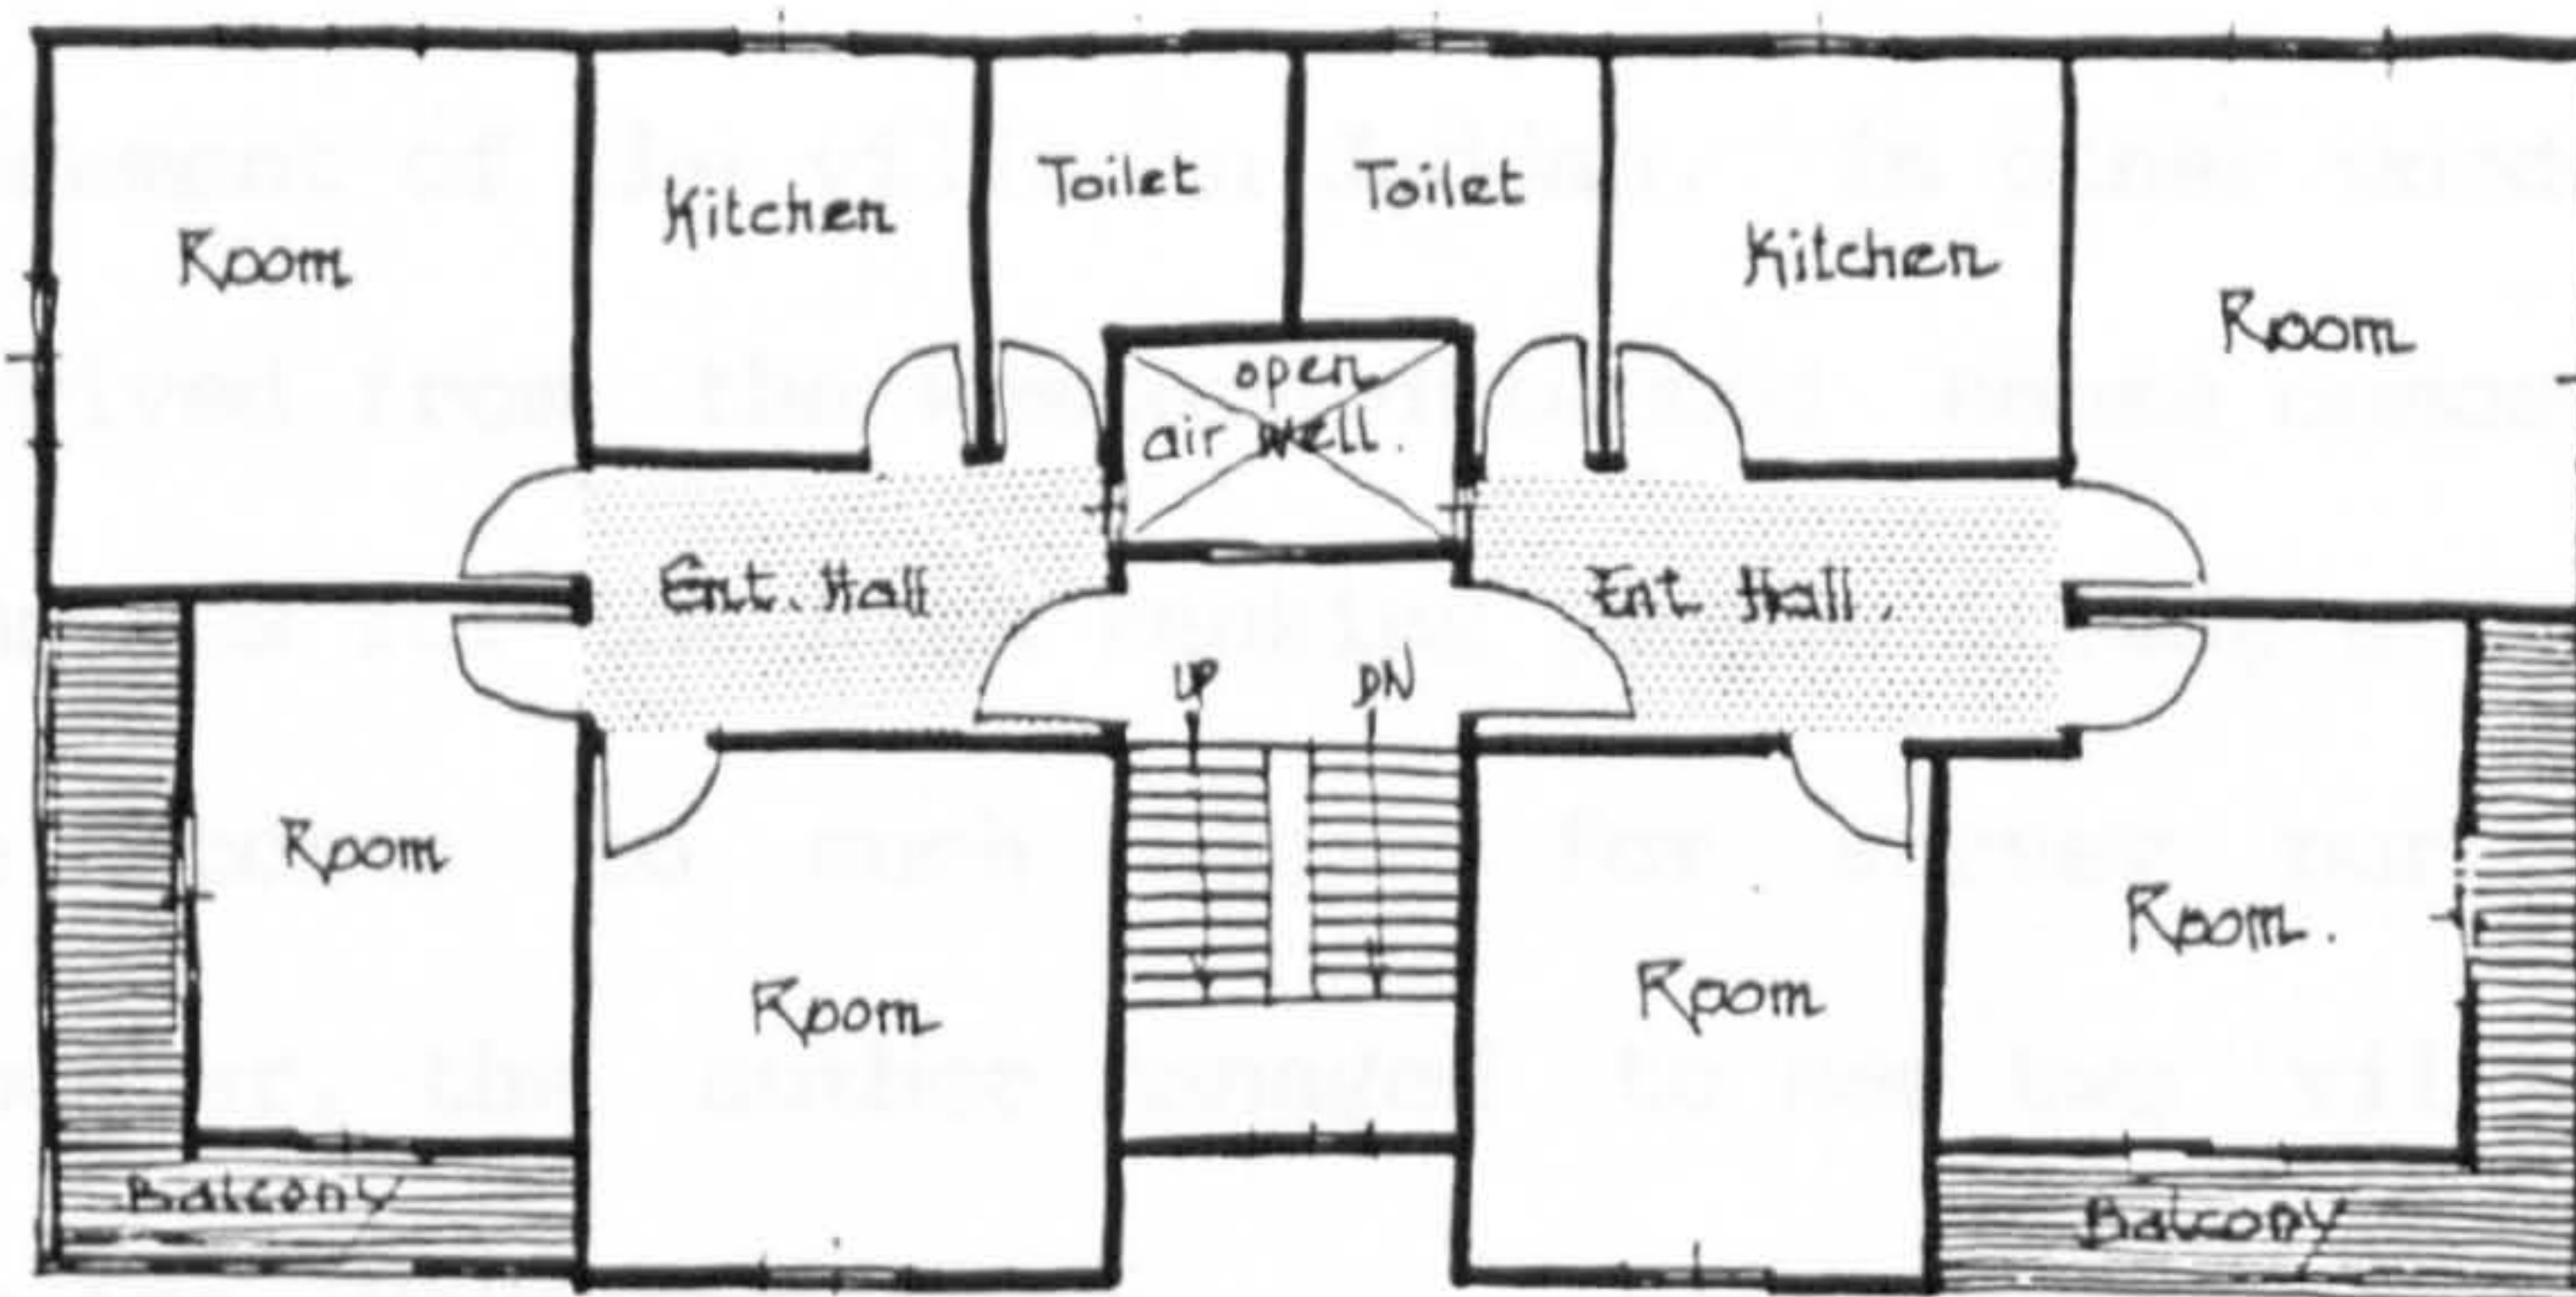 Room
Kitchen
Toilet
Toilet
Kitchen
Room
open
air well.
Ent. Hall
Ent Hall.
UP
DN
Room
Room
Room
Room.
Balcony
Balcony